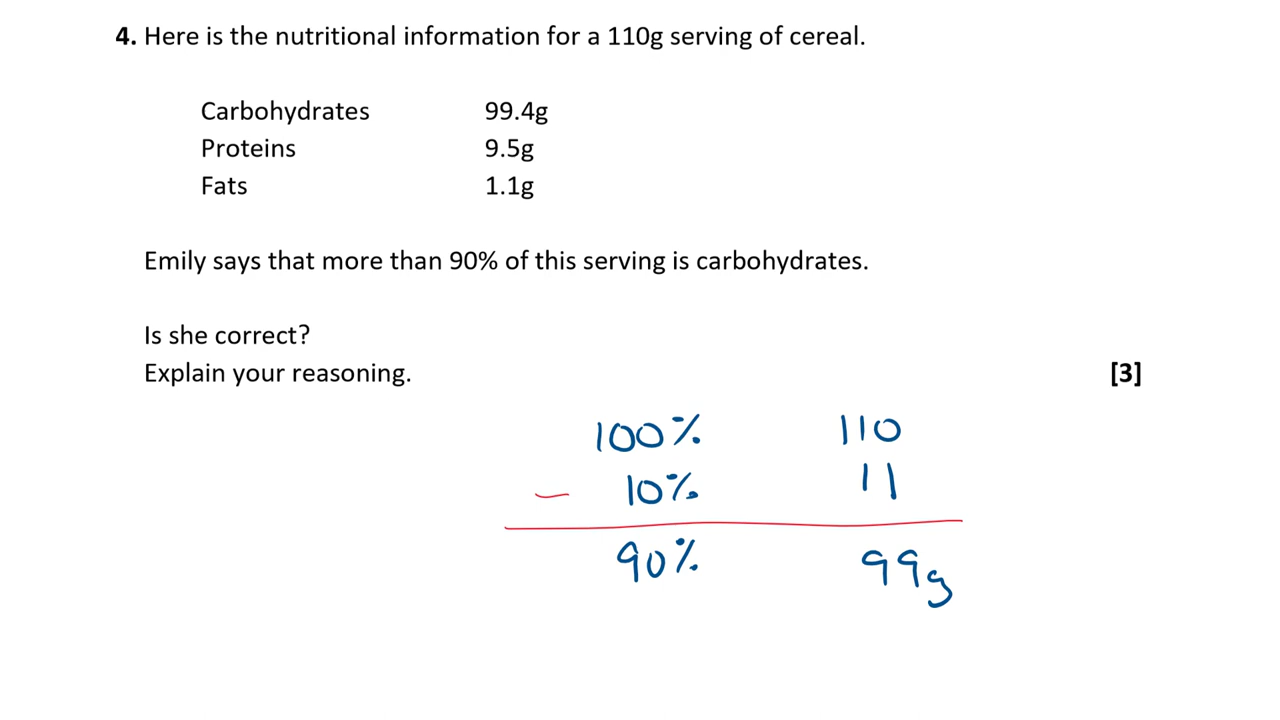 4. Here is the nutritional information for a 110g serving of cereal.
Carbohydrates 99.4g
Proteins 9.5g
Fats 1.1g
Emily says that more than 90% of this serving is carbohydrates.
Is she correct?
Explain your reasoning. [3]
100% 110
- 10% 11
90% 99g